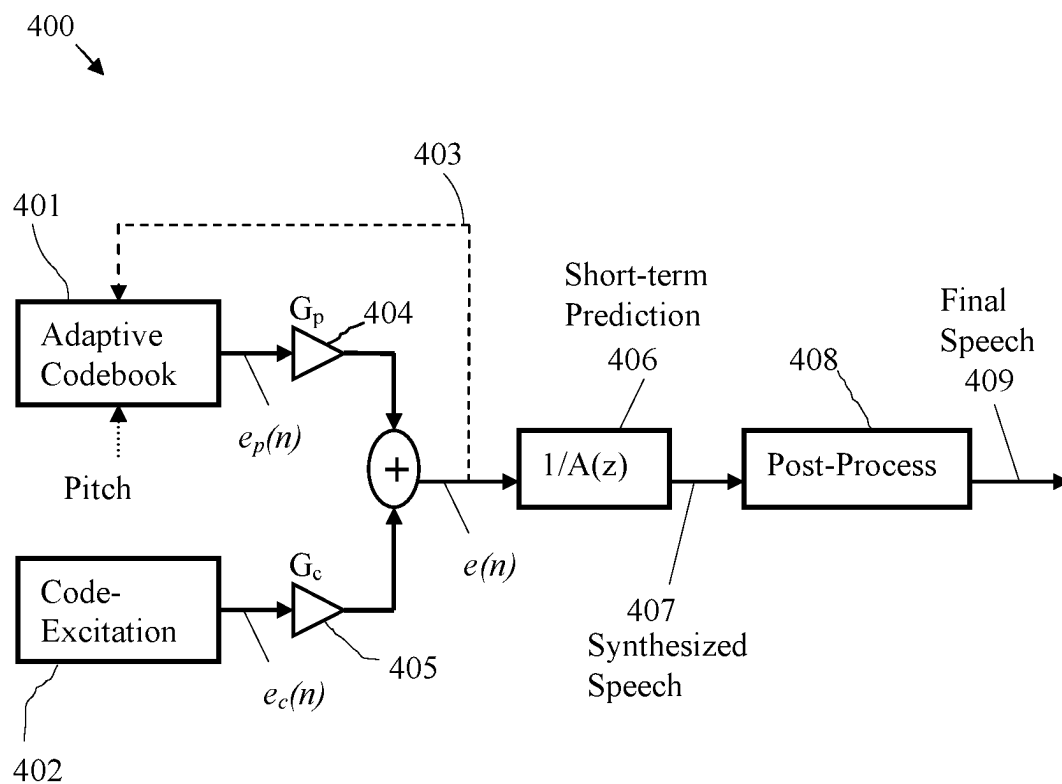 400
403
401
Short-term
Prediction
Final
Speech
G_p
404
406
408
409
Adaptive
Codebook
e_p(n)
1/A(z)
Post-Process
+
Pitch
e(n)
G_c
Code-
Excitation
407
405
Synthesized
Speech
e_c(n)
402